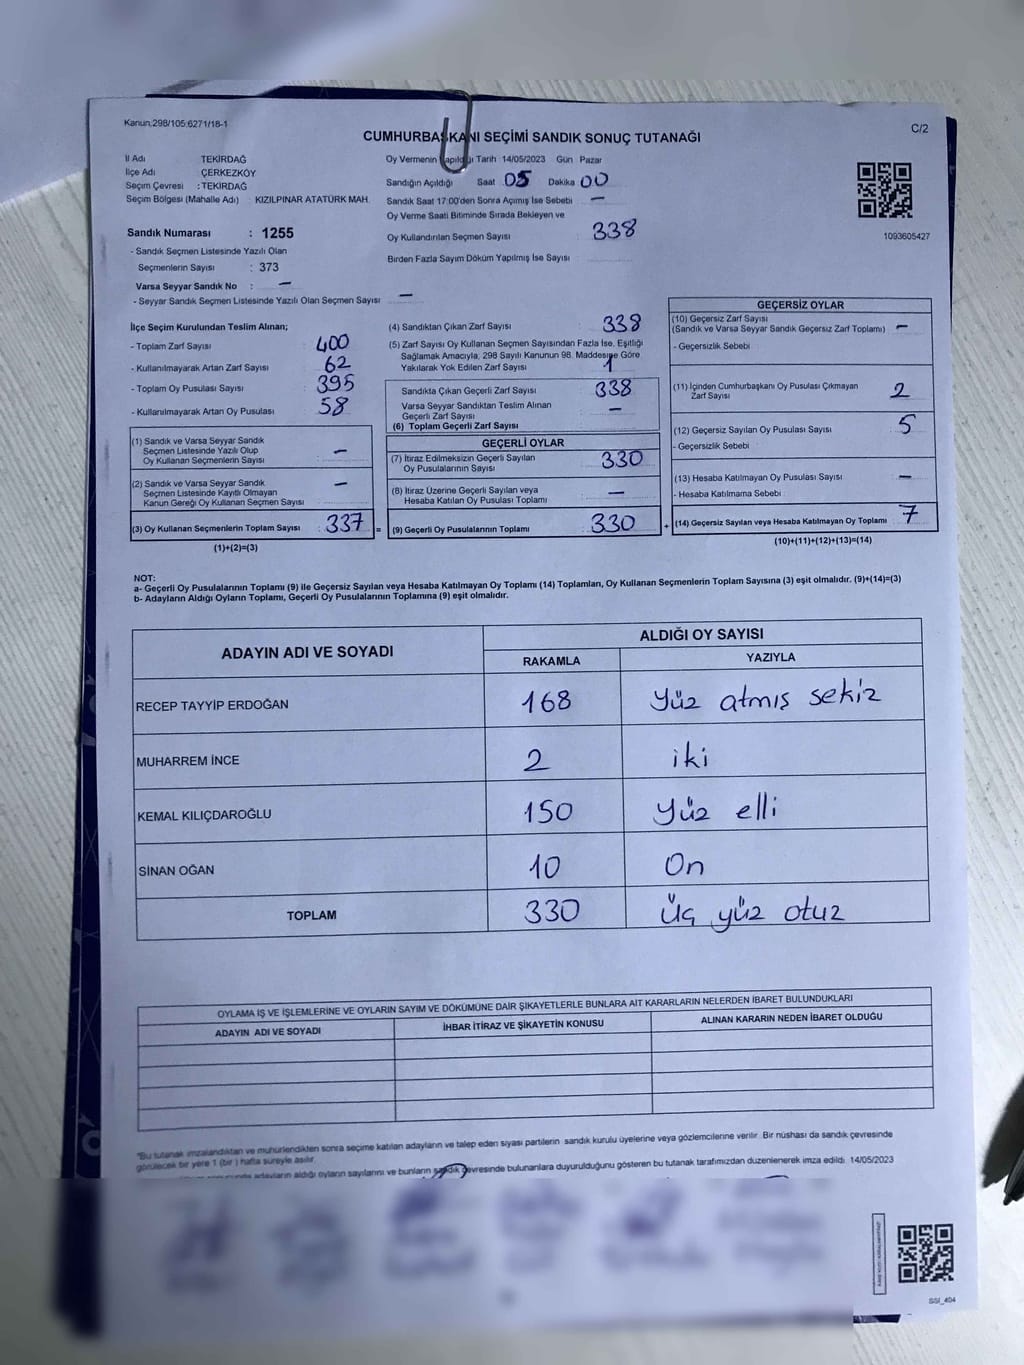 Kanun:298/105:6271/18-1
C/2
CUMHURBAŞKANI SEÇİMİ SANDIK SONUÇ TUTANAĞI
İl Adı TEKİRDAĞ
İlçe Adı ÇERKEZKÖY
Seçim Çevresi : TEKİRDAĞ
Seçim Bölgesi (Mahalle Adı) : KIZILPINAR ATATÜRK MAH.
Sandık Numarası : 1255
- Sandık Seçmen Listesinde Yazılı Olan
Seçmenlerin Sayısı : 373
Varsa Seyyar Sandık No : —
- Seyyar Sandık Seçmen Listesinde Yazılı Olan Seçmen Sayısı —
Oy Vermenin Yapıldığı Tarih 14/05/2023 Gün Pazar
Sandığın Açıldığı Saat 05 Dakika 00
Sandık Saat 17:00'den Sonra Açımış İse Sebebi —
Oy Verme Saati Bitiminde Sırada Bekleyen ve
Oy Kullandırılan Seçmen Sayısı 338
Birden Fazla Sayım Döküm Yapılmış İse Sayısı
1093605427
İlçe Seçim Kurulundan Teslim Alınan;
- Toplam Zarf Sayısı 400
- Kullanılmayarak Artan Zarf Sayısı 62
- Toplam Oy Pusulası Sayısı 395
- Kullanılmayarak Artan Oy Pusulası 58
(1) Sandık ve Varsa Seyyar Sandık
Seçmen Listesinde Yazılı Olup
Oy Kullanan Seçmenlerin Sayısı —
(2) Sandık ve Varsa Seyyar Sandık
Seçmen Listesinde Kayıtlı Olmayan
Kanun Gereği Oy Kullanan Seçmen Sayısı —
(3) Oy Kullanan Seçmenlerin Toplam Sayısı : 337 =
(1)+(2)=(3)
(4) Sandıktan Çıkan Zarf Sayısı 338
(5) Zarf Sayısı Oy Kullanan Seçmen Sayısından Fazla İse, Eşitliği
Sağlamak Amacıyla, 298 Sayılı Kanunun 98. Maddesine Göre
Yakılarak Yok Edilen Zarf Sayısı 1
Sandıkta Çıkan Geçerli Zarf Sayısı 338
Varsa Seyyar Sandıktan Teslim Alınan
Geçerli Zarf Sayısı —
(6) Toplam Geçerli Zarf Sayısı
GEÇERLİ OYLAR
(7) İtiraz Edilmeksizin Geçerli Sayılan
Oy Pusulalarının Sayısı 330
(8) İtiraz Üzerine Geçerli Sayılan veya
Hesaba Katılan Oy Pusulası Toplamı —
(9) Geçerli Oy Pusulalarının Toplamı 330 +
GEÇERSİZ OYLAR
(10) Geçersiz Zarf Sayısı
(Sandık ve Varsa Seyyar Sandık Geçersiz Zarf Toplamı) —
- Geçersizlik Sebebi
(11) İçinden Cumhurbaşkanı Oy Pusulası Çıkmayan
Zarf Sayısı 2
(12) Geçersiz Sayılan Oy Pusulası Sayısı 5
- Geçersizlik Sebebi
(13) Hesaba Katılmayan Oy Pusulası Sayısı —
- Hesaba Katılmama Sebebi
(14) Geçersiz Sayılan veya Hesaba Katılmayan Oy Toplamı 7
(10)+(11)+(12)+(13)=(14)
NOT:
a- Geçerli Oy Pusulalarının Toplamı (9) ile Geçersiz Sayılan veya Hesaba Katılmayan Oy Toplamı (14) Toplamları, Oy Kullanan Seçmenlerin Toplam Sayısına (3) eşit olmalıdır. (9)+(14)=(3)
b- Adayların Aldığı Oyların Toplamı, Geçerli Oy Pusulalarının Toplamına (9) eşit olmalıdır.
ADAYIN ADI VE SOYADI
ALDIĞI OY SAYISI
RAKAMLA YAZIYLA
RECEP TAYYİP ERDOĞAN 168 Yüz atmış sekiz
MUHARREM İNCE 2 iki
KEMAL KILIÇDAROĞLU 150 Yüz elli
SİNAN OĞAN 10 On
TOPLAM 330 Üç yüz otuz
OYLAMA İŞ VE İŞLEMLERİNE VE OYLARIN SAYIM VE DÖKÜMÜNE DAİR ŞİKAYETLERLE BUNLARA AİT KARARLARIN NELERDEN İBARET BULUNDUKLARI
ADAYIN ADI VE SOYADI İHBAR İTİRAZ VE ŞİKAYETİN KONUSU ALINAN KARARIN NEDEN İBARET OLDUĞU
*Bu tutanak imzalandıktan ve mühürlendikten sonra seçime katılan adayların ve talep eden siyasi partilerin sandık kurulu üyelerine veya gözlemcilerine verilir. Bir nüshası da sandık çevresinde
görülecek bir yere 1 (bir) hafta süreyle asılır.
adayların aldığı oyların sayılarını ve bunların sandık çevresinde bulunanlara duyurulduğunu gösteren bu tutanak tarafımızdan düzenlenerek imza edildi. 14/05/2023
SSI_404